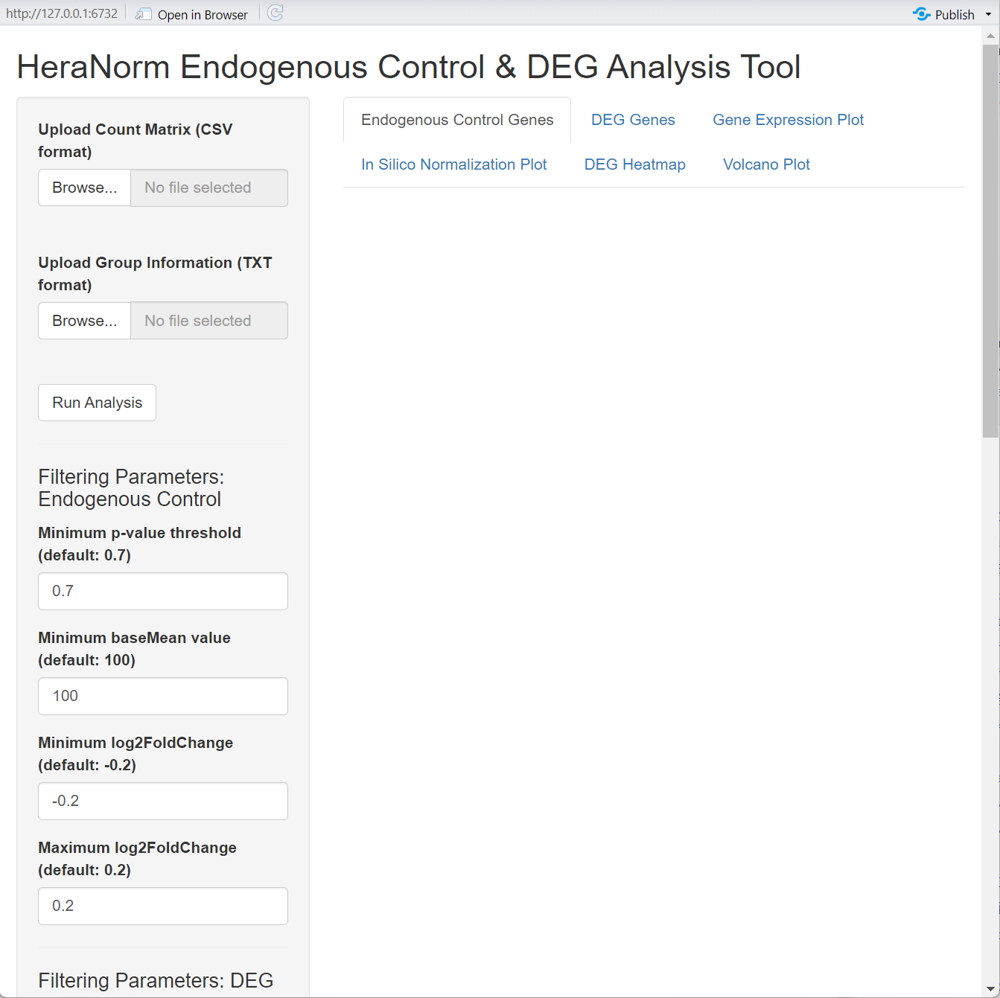 http://127.0.0.1:6732 Open in Browser Publish
HeraNorm Endogenous Control & DEG Analysis Tool
Upload Count Matrix (CSV
format)
Browse... No file selected
Upload Group Information (TXT
format)
Browse... No file selected
Run Analysis
Filtering Parameters:
Endogenous Control
Minimum p-value threshold
(default: 0.7)
0.7
Minimum baseMean value
(default: 100)
100
Minimum log2FoldChange
(default: -0.2)
-0.2
Maximum log2FoldChange
(default: 0.2)
0.2
Filtering Parameters: DEG
Endogenous Control Genes DEG Genes Gene Expression Plot
In Silico Normalization Plot DEG Heatmap Volcano Plot